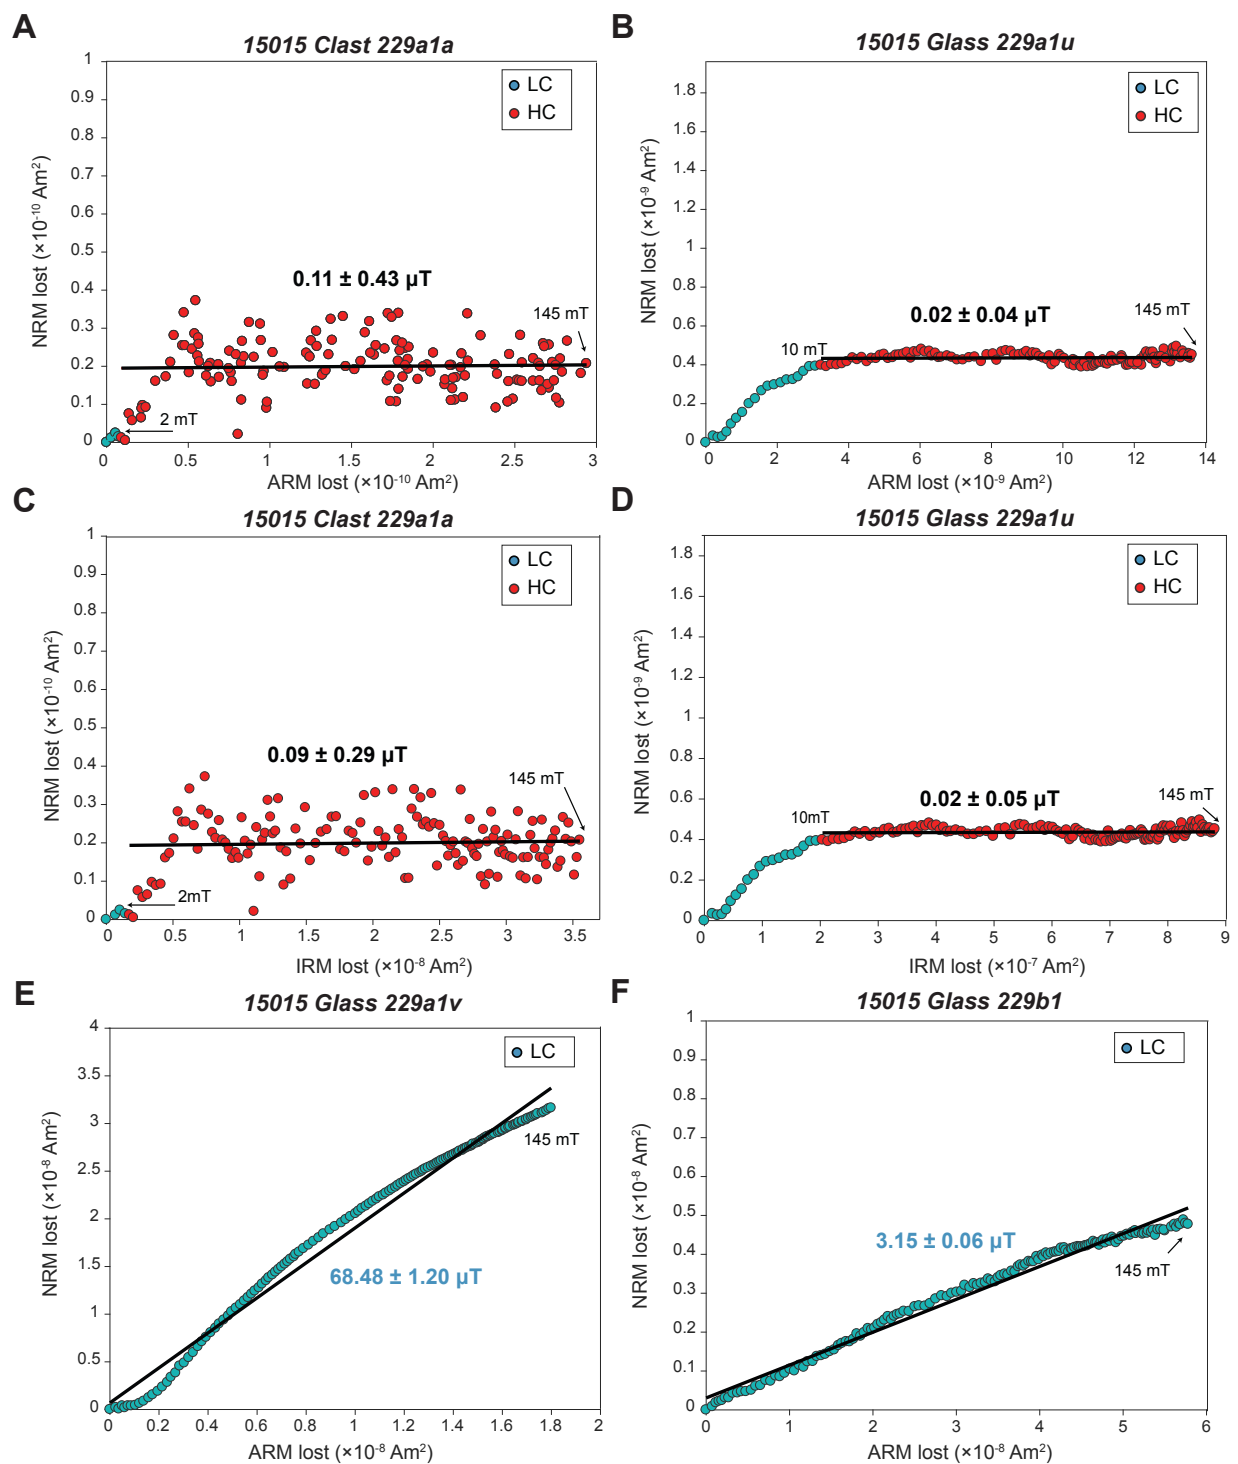 A
15015 Clast 229a1a
NRM lost (×10⁻¹⁰ Am²)
1
0.9
0.8
0.7
0.6
0.5
0.4
0.3
0.2
0.1
0
LC
HC
0.11 ± 0.43 µT
145 mT
2 mT
0.5
1
1.5
2
2.5
3
ARM lost (×10⁻¹⁰ Am²)
B
15015 Glass 229a1u
NRM lost (×10⁻⁹ Am²)
1.8
1.6
1.4
1.2
1
0.8
0.6
0.4
0.2
0
LC
HC
0.02 ± 0.04 µT
145 mT
10 mT
0
2
4
6
8
10
12
14
ARM lost (×10⁻⁹ Am²)
C
15015 Clast 229a1a
NRM lost (×10⁻¹⁰ Am²)
1
0.9
0.8
0.7
0.6
0.5
0.4
0.3
0.2
0.1
0
LC
HC
0.09 ± 0.29 µT
145 mT
2mT
0.5
1
1.5
2
2.5
3
3.5
IRM lost (×10⁻⁸ Am²)
D
15015 Glass 229a1u
NRM lost (×10⁻⁹ Am²)
1.8
1.6
1.4
1.2
1
0.8
0.6
0.4
0.2
0
LC
HC
0.02 ± 0.05 µT
145 mT
10mT
0
1
2
3
4
5
6
7
8
9
IRM lost (×10⁻⁷ Am²)
E
15015 Glass 229a1v
NRM lost (×10⁻⁸ Am²)
4
3.5
3
2.5
2
1.5
1
0.5
0
LC
145 mT
68.48 ± 1.20 µT
0
0.2
0.4
0.6
0.8
1
1.2
1.4
1.6
1.8
2
ARM lost (×10⁻⁸ Am²)
F
15015 Glass 229b1
NRM lost (×10⁻⁸ Am²)
1
0.9
0.8
0.7
0.6
0.5
0.4
0.3
0.2
0.1
0
LC
3.15 ± 0.06 µT
145 mT
0
1
2
3
4
5
6
ARM lost (×10⁻⁸ Am²)